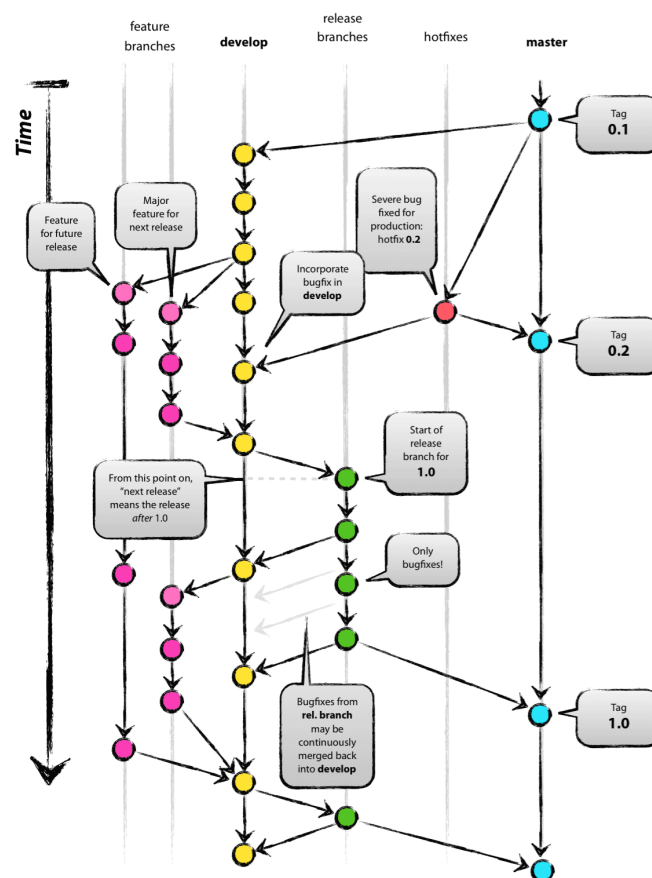 feature
branches
develop
release
branches
hotfixes
master
Time
Tag
0.1
Major
feature for
next release
Feature
for future
release
Severe bug
fixed for
production:
hotfix 0.2
Incorporate
bugfix in
develop
Tag
0.2
Start of
release
branch for
1.0
From this point on,
“next release”
means the release
after 1.0
Only
bugfixes!
Bugfixes from
rel. branch
may be
continuously
merged back
into develop
Tag
1.0